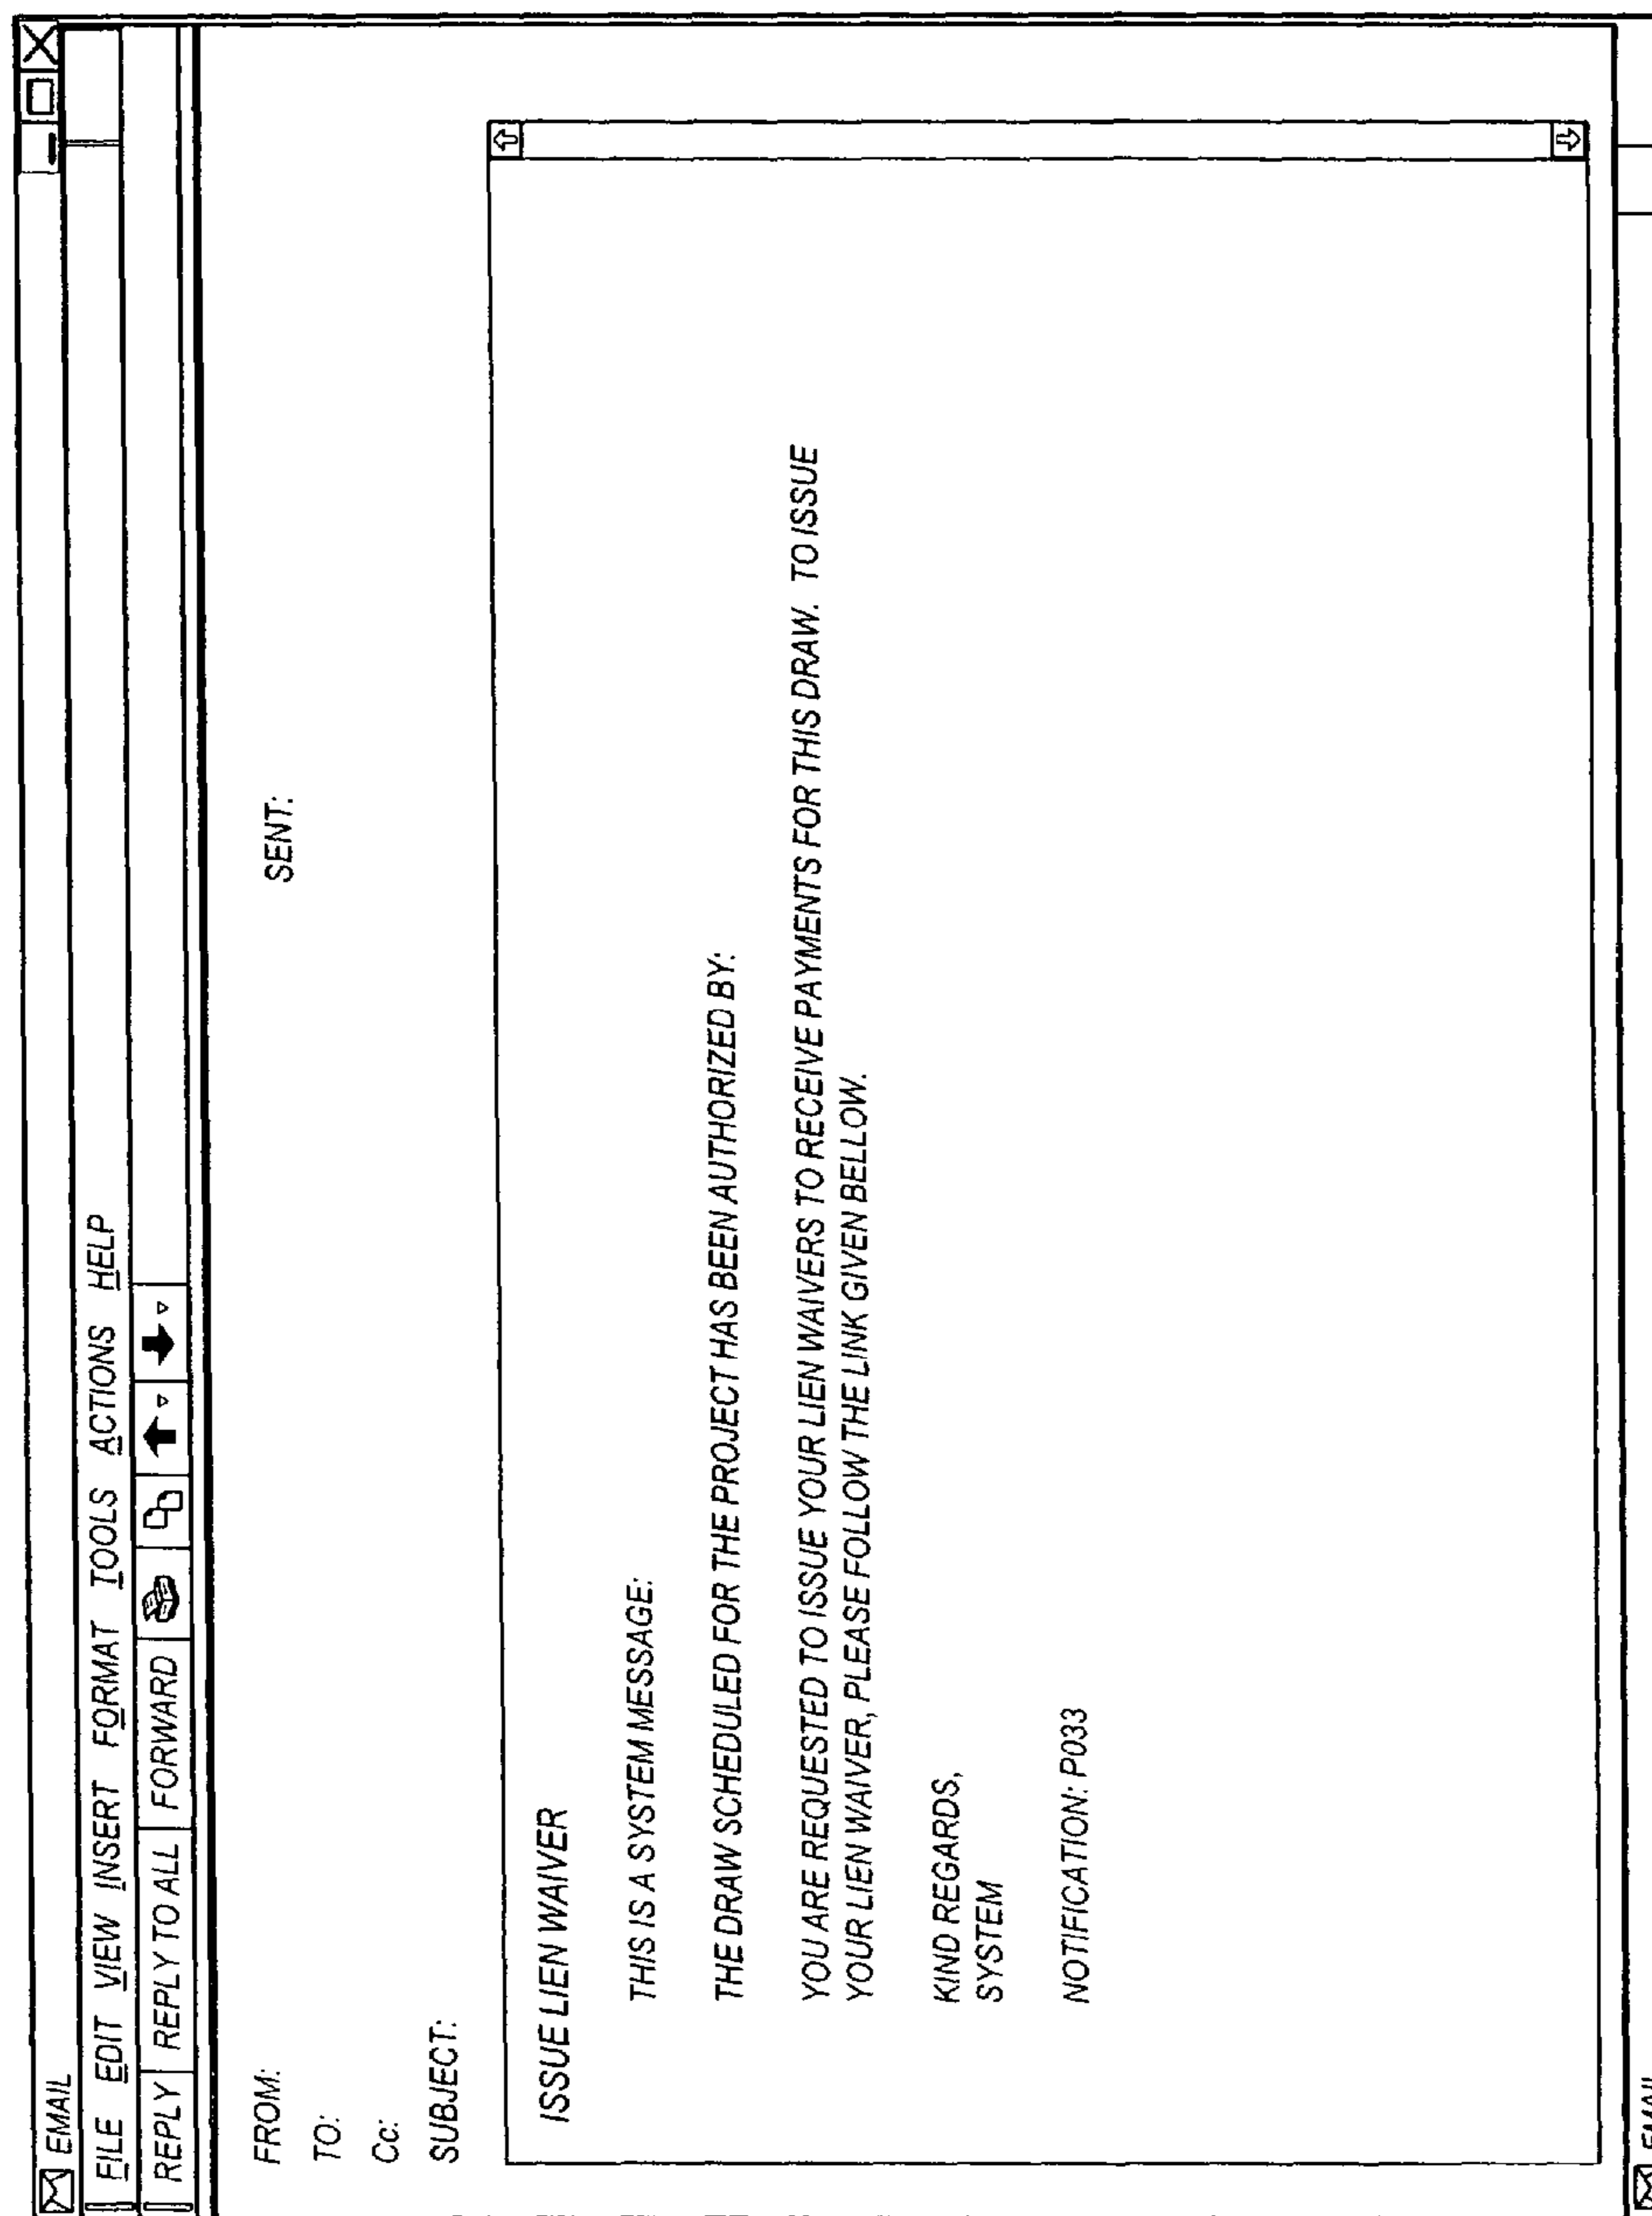 EMAIL
FILE EDIT VIEW INSERT FORMAT TOOLS ACTIONS HELP
REPLY REPLY TO ALL FORWARD
FROM: SENT:
TO:
Cc:
SUBJECT:
ISSUE LIEN WAIVER
THIS IS A SYSTEM MESSAGE:
THE DRAW SCHEDULED FOR THE PROJECT HAS BEEN AUTHORIZED BY:
YOU ARE REQUESTED TO ISSUE YOUR LIEN WAIVERS TO RECEIVE PAYMENTS FOR THIS DRAW. TO ISSUE
YOUR LIEN WAIVER, PLEASE FOLLOW THE LINK GIVEN BELLOW.
KIND REGARDS,
SYSTEM
NOTIFICATION: P033
EMAIL